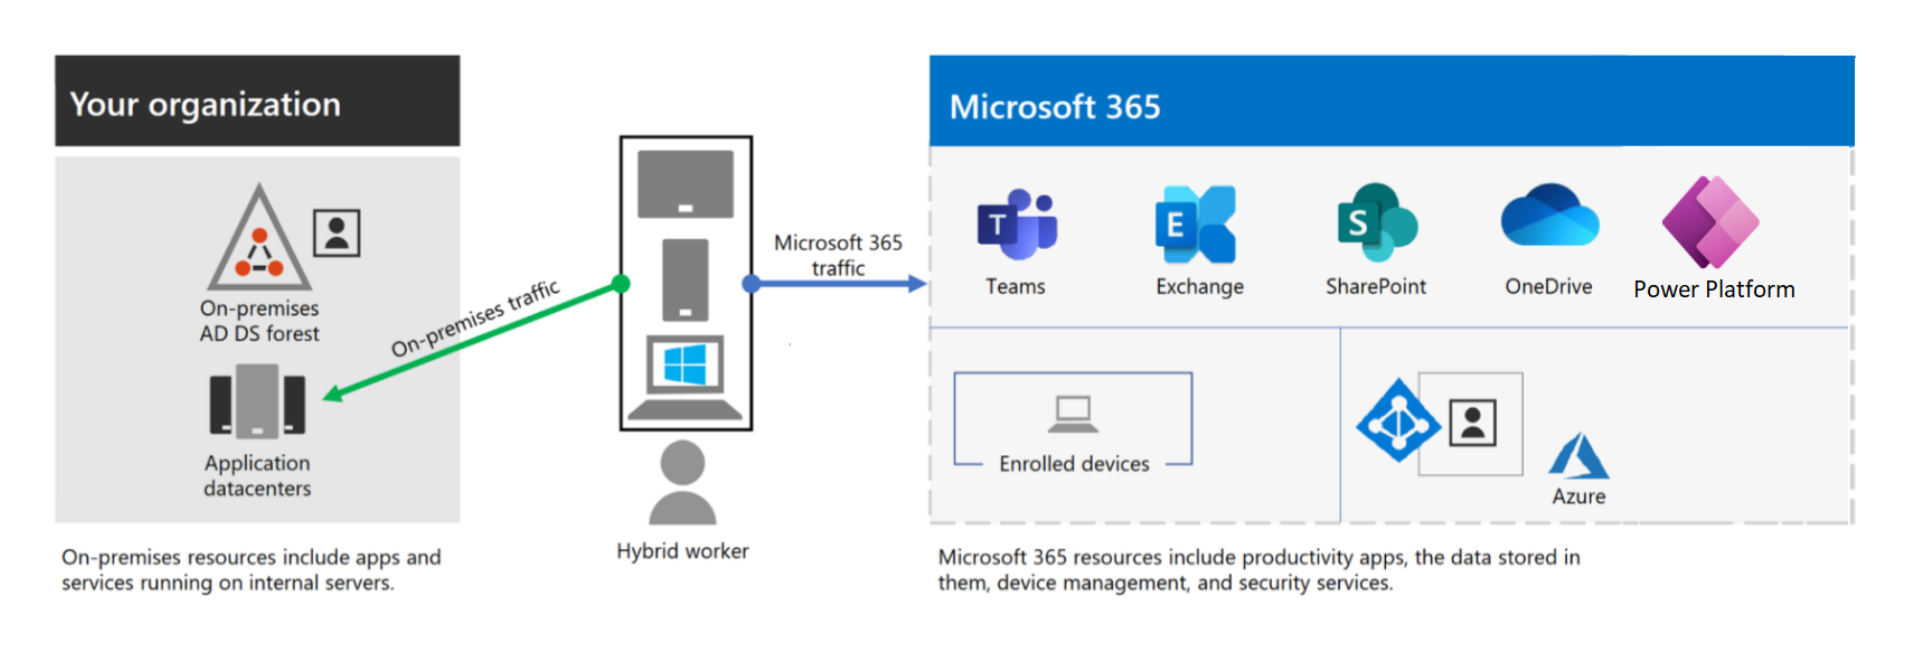 Your organization
On-premises
AD DS forest
Application
datacenters
On-premises resources include apps and
services running on internal servers.
On-premises traffic
Hybrid worker
Microsoft 365
traffic
Microsoft 365
T
Teams
E
Exchange
S
SharePoint
OneDrive
Power Platform
Enrolled devices
Azure
Microsoft 365 resources include productivity apps, the data stored in
them, device management, and security services.